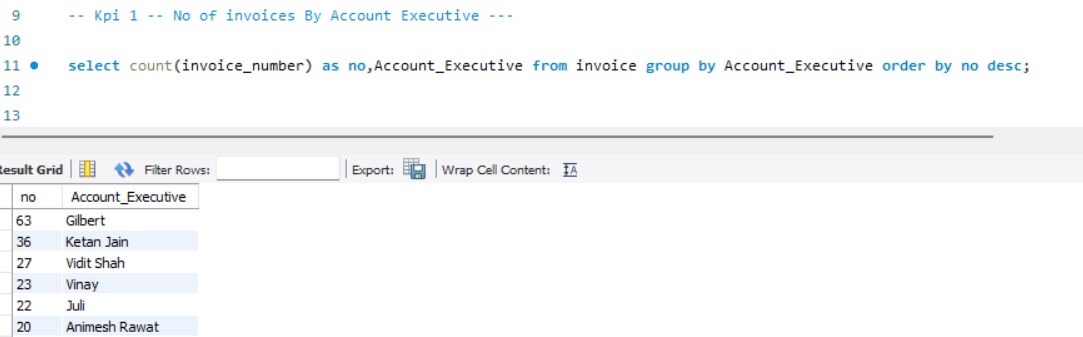 9 -- Kpi 1 -- No of invoices By Account Executive ---
10
11 select count(invoice_number) as no,Account_Executive from invoice group by Account_Executive order by no desc;
12
13
Result Grid Filter Rows: Export: Wrap Cell Content: IA
no Account_Executive
63 Gilbert
36 Ketan Jain
27 Vidit Shah
23 Vinay
22 Juli
20 Animesh Rawat